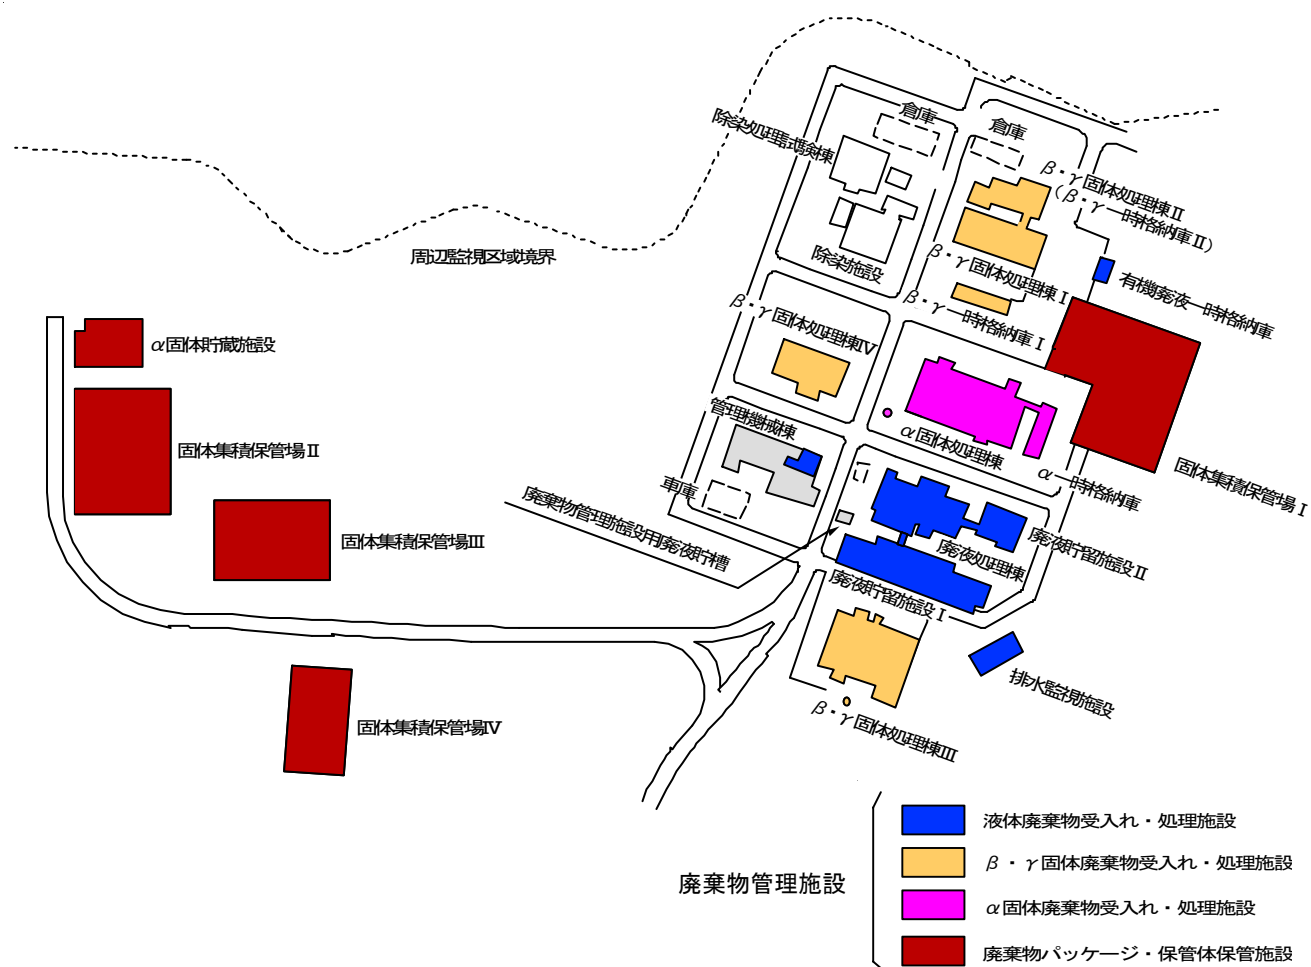 倉庫
倉庫
除染処理試験棟
β・γ固体処理棟Ⅱ
(β・γ一時格納庫Ⅱ)
周辺監視区域境界
除染施設
β・γ固体処理棟Ⅰ
有機廃液一時格納庫
β・γ一時格納庫Ⅰ
β・γ固体処理棟Ⅳ
α固体貯蔵施設
管理機械棟
α固体処理棟
固体集積保管場Ⅱ
α一時格納庫
固体集積保管場Ⅰ
車庫
廃棄物管理施設用廃液貯槽
固体集積保管場Ⅲ
廃液処理棟
廃液貯留施設Ⅱ
廃液貯留施設Ⅰ
排水監視施設
固体集積保管場Ⅳ
β・γ固体処理棟Ⅲ
廃棄物管理施設
液体廃棄物受入れ・処理施設
β・γ固体廃棄物受入れ・処理施設
α固体廃棄物受入れ・処理施設
廃棄物パッケージ・保管体保管施設